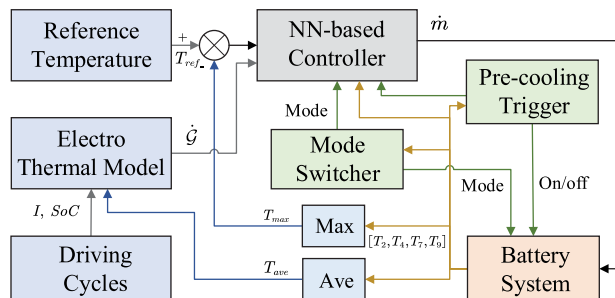 Reference
Temperature
+
T_ref
-
NN-based
Controller
ṁ
Pre-cooling
Trigger
Electro
Thermal Model
Ġ
Mode
Mode
Switcher
Mode
On/off
I, SoC
T_max
Max
[T_2, T_4, T_7, T_9]
Driving
Cycles
T_ave
Ave
Battery
System